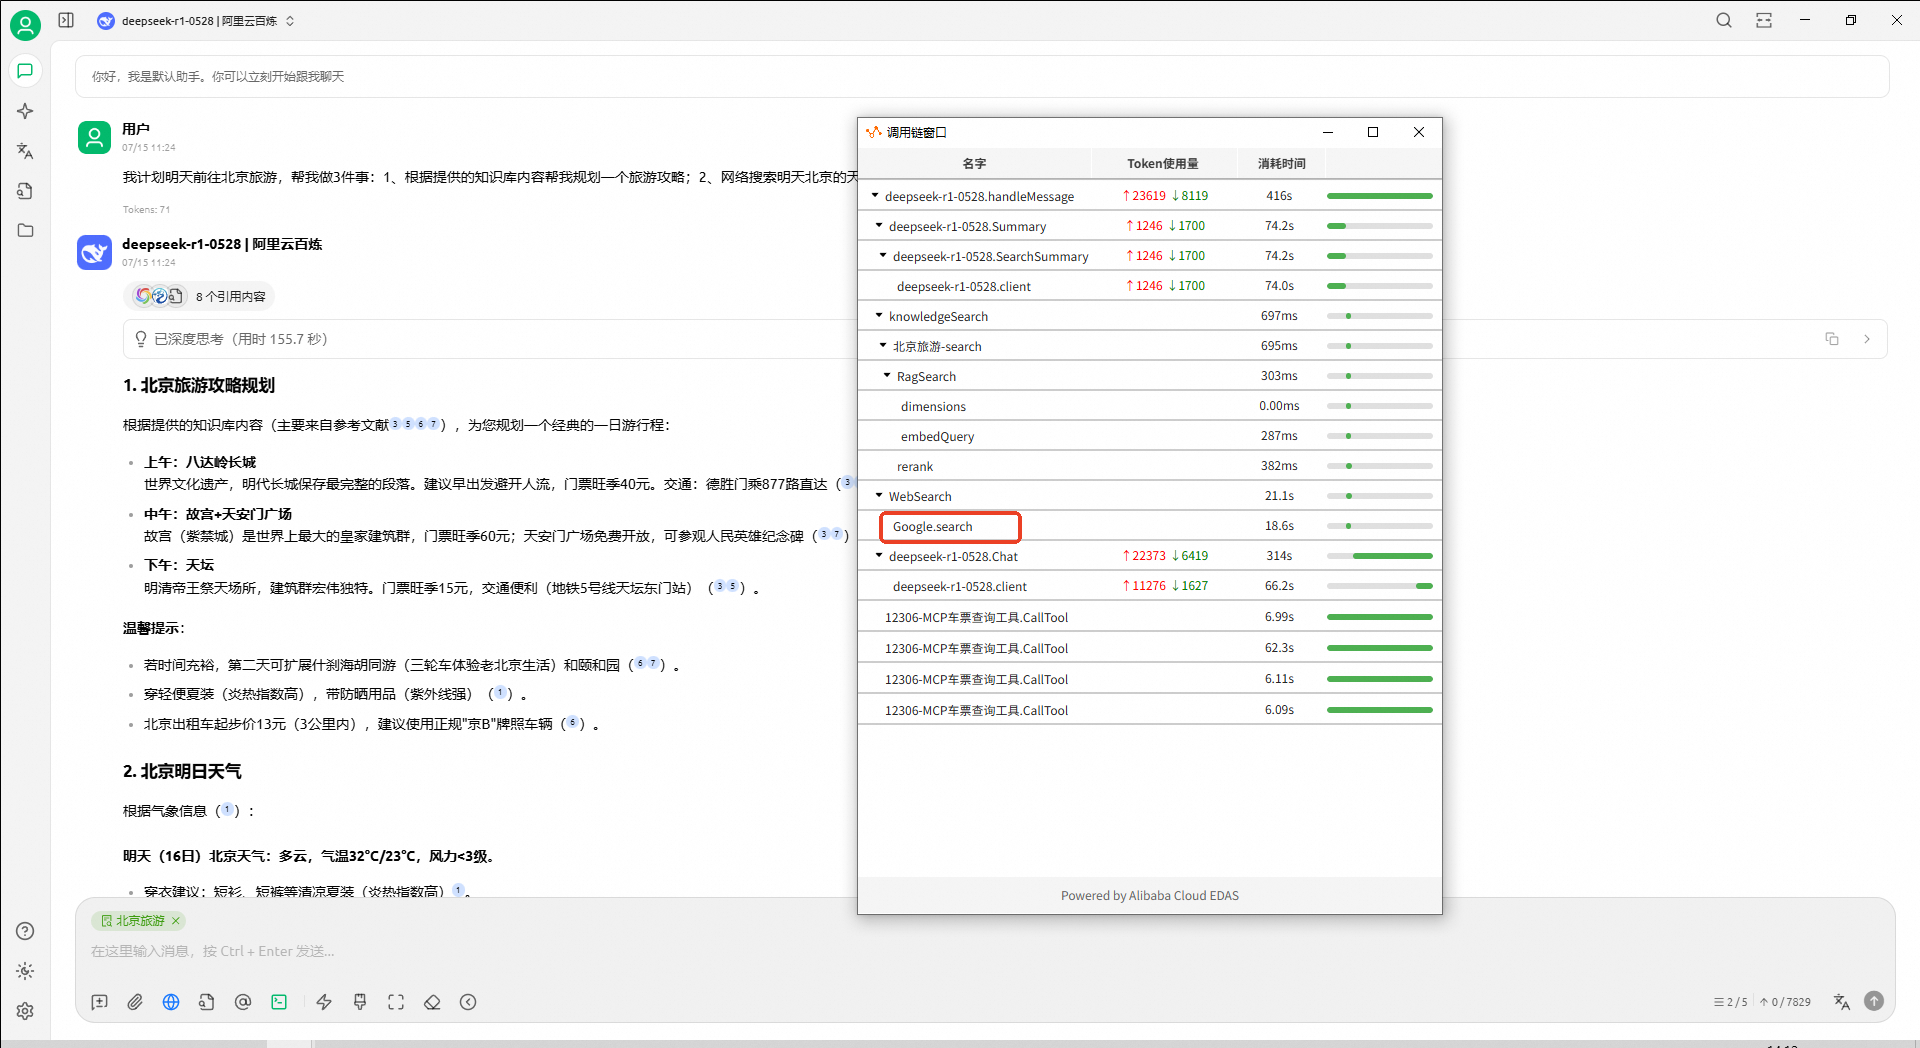 deepseek-r1-0528 | 阿里云百炼
你好，我是默认助手。你可以立刻开始跟我聊天
用户
07/15 11:24
我计划明天前往北京旅游，帮我做3件事：1、根据提供的知识库内容帮我规划一个旅游攻略；2、网络搜索明天北京的天
Tokens: 71
deepseek-r1-0528 | 阿里云百炼
07/15 11:24
8 个引用内容
已深度思考（用时 155.7 秒）
1. 北京旅游攻略规划
根据提供的知识库内容（主要来自参考文献 3 5 6 7），为您规划一个经典的一日游行程：
上午：八达岭长城
世界文化遗产，明代长城保存最完整的段落。建议早出发避开人流，门票旺季40元。交通：德胜门乘877路直达（3
中午：故宫+天安门广场
故宫（紫禁城）是世界上最大的皇家建筑群，门票旺季60元；天安门广场免费开放，可参观人民英雄纪念碑（3 7）
下午：天坛
明清帝王祭天场所，建筑群宏伟独特。门票旺季15元，交通便利（地铁5号线天坛东门站）（3 5）。
温馨提示：
若时间充裕，第二天可扩展什刹海胡同游（三轮车体验老北京生活）和颐和园（6 7）。
穿轻便夏装（炎热指数高），带防晒用品（紫外线强）（1）。
北京出租车起步价13元（3公里内），建议使用正规"京B"牌照车辆（6）。
2. 北京明日天气
根据气象信息（1）：
明天（16日）北京天气：多云，气温32°C/23°C，风力<3级。
穿衣建议：短衫、短裤等清凉夏装（炎热指数高）1。
北京旅游 ×
在这里输入消息，按 Ctrl + Enter 发送...
2 / 5 ↑ 0 / 7829
调用链窗口
名字 Token使用量 消耗时间
deepseek-r1-0528.handleMessage ↑23619 ↓8119 416s
deepseek-r1-0528.Summary ↑1246 ↓1700 74.2s
deepseek-r1-0528.SearchSummary ↑1246 ↓1700 74.2s
deepseek-r1-0528.client ↑1246 ↓1700 74.0s
knowledgeSearch 697ms
北京旅游-search 695ms
RagSearch 303ms
dimensions 0.00ms
embedQuery 287ms
rerank 382ms
WebSearch 21.1s
Google.search 18.6s
deepseek-r1-0528.Chat ↑22373 ↓6419 314s
deepseek-r1-0528.client ↑11276 ↓1627 66.2s
12306-MCP车票查询工具.CallTool 6.99s
12306-MCP车票查询工具.CallTool 62.3s
12306-MCP车票查询工具.CallTool 6.11s
12306-MCP车票查询工具.CallTool 6.09s
Powered by Alibaba Cloud EDAS